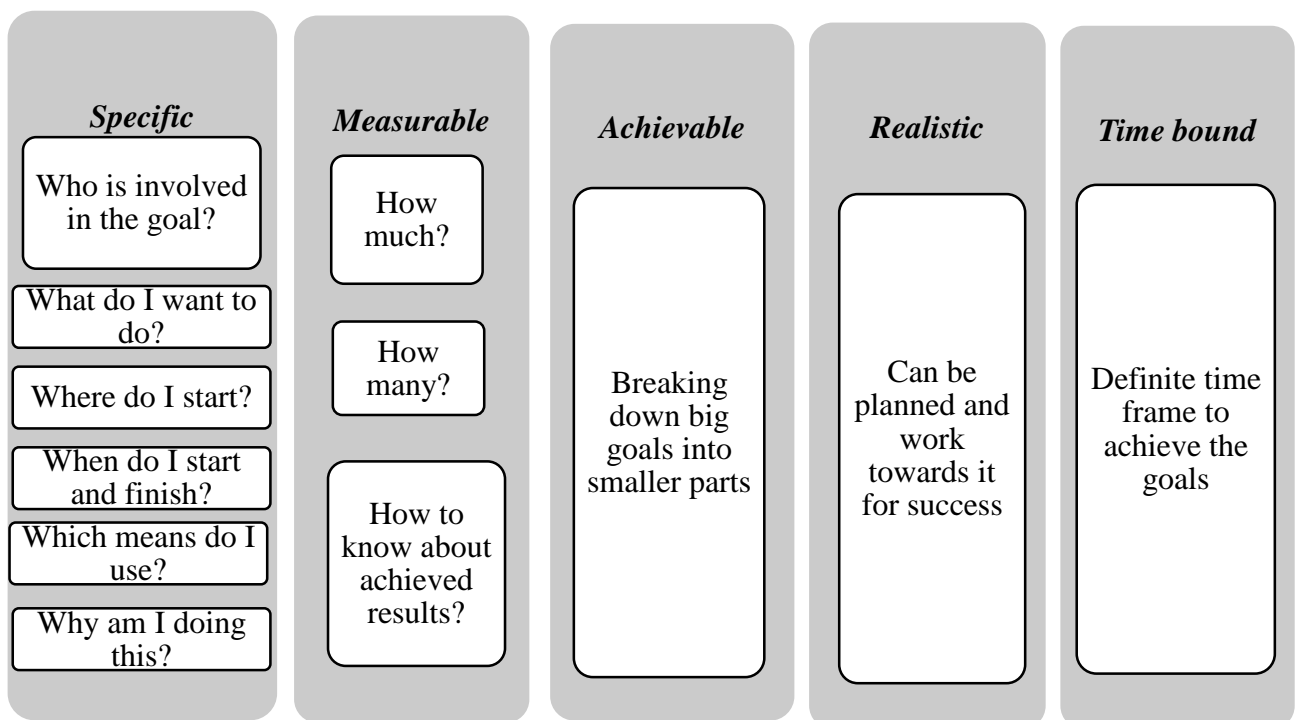 Specific
Who is involved
in the goal?
What do I want to
do?
Where do I start?
When do I start
and finish?
Which means do I
use?
Why am I doing
this?
Measurable
How
much?
How
many?
How to
know about
achieved
results?
Achievable
Breaking
down big
goals into
smaller parts
Realistic
Can be
planned and
work
towards it
for success
Time bound
Definite time
frame to
achieve the
goals